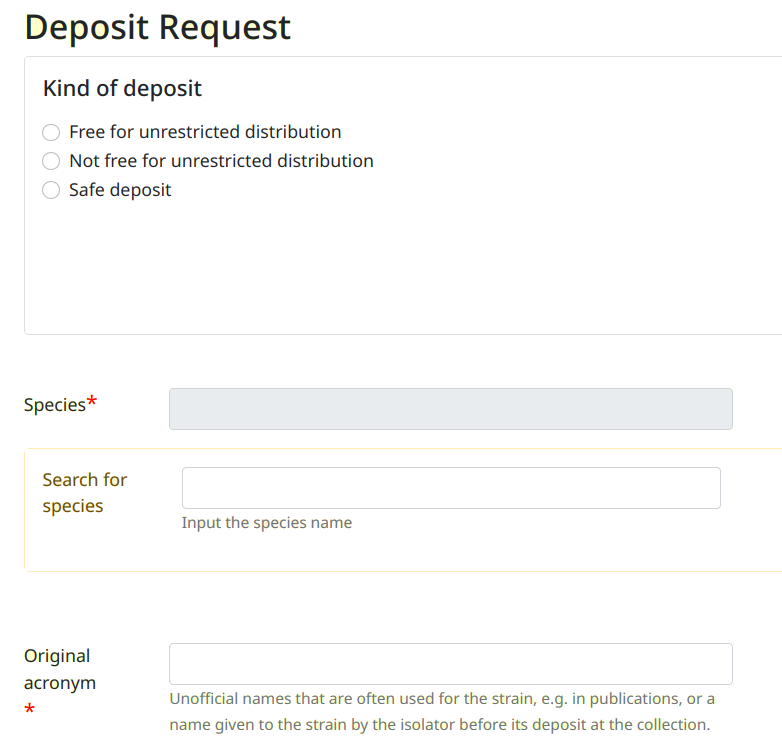 Deposit Request
Kind of deposit
Free for unrestricted distribution
Not free for unrestricted distribution
Safe deposit
Species*
Search for
species
Input the species name
Original
acronym
*
Unofficial names that are often used for the strain, e.g. in publications, or a
name given to the strain by the isolator before its deposit at the collection.